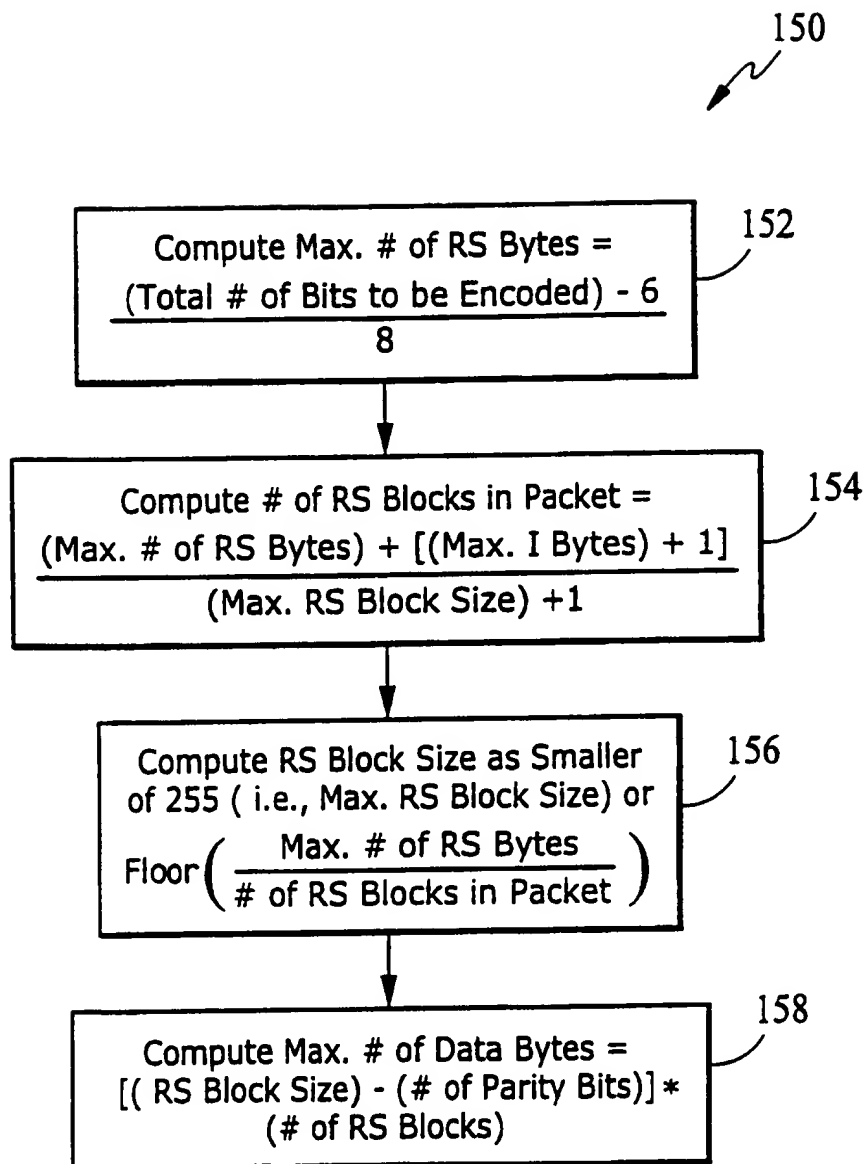 150
152
Compute Max. # of RS Bytes =
(Total # of Bits to be Encoded) - 6
8
154
Compute # of RS Blocks in Packet =
(Max. # of RS Bytes) + [(Max. I Bytes) + 1]
(Max. RS Block Size) +1
156
Compute RS Block Size as Smaller
of 255 ( i.e., Max. RS Block Size) or
Floor( Max. # of RS Bytes
# of RS Blocks in Packet )
158
Compute Max. # of Data Bytes =
[( RS Block Size) - (# of Parity Bits)] *
(# of RS Blocks)